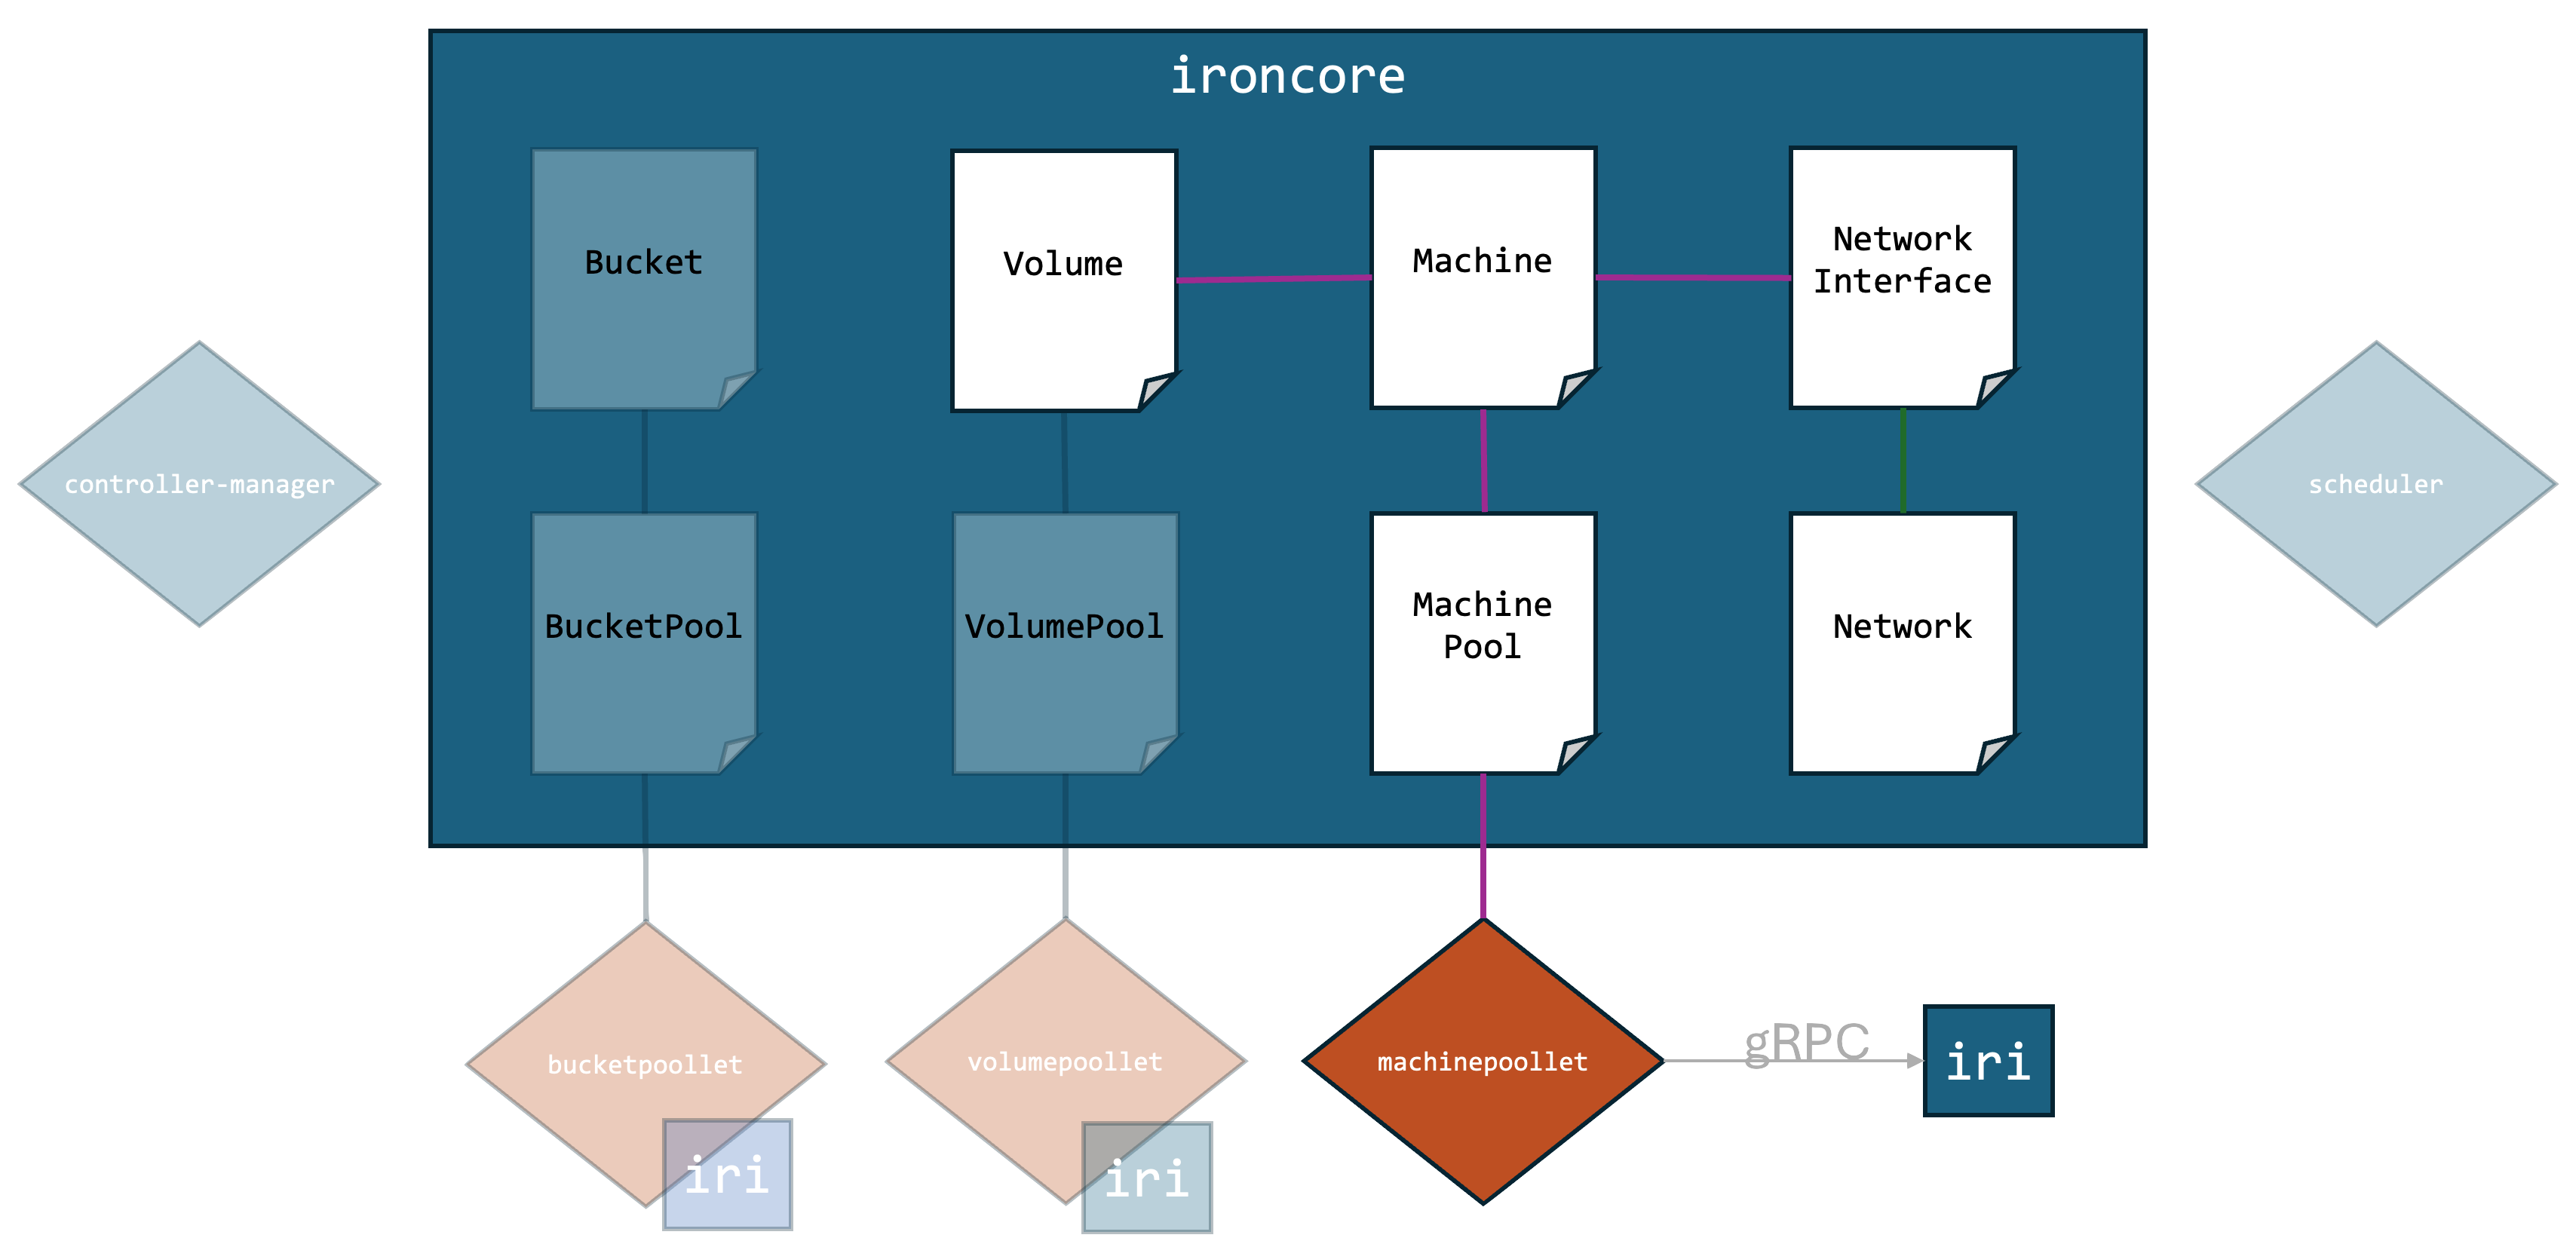 ironcore
Bucket
Volume
Machine
Network
Interface
controller-manager
scheduler
BucketPool
VolumePool
Machine
Pool
Network
bucketpoollet
iri
volumepoollet
iri
machinepoollet
gRPC
iri